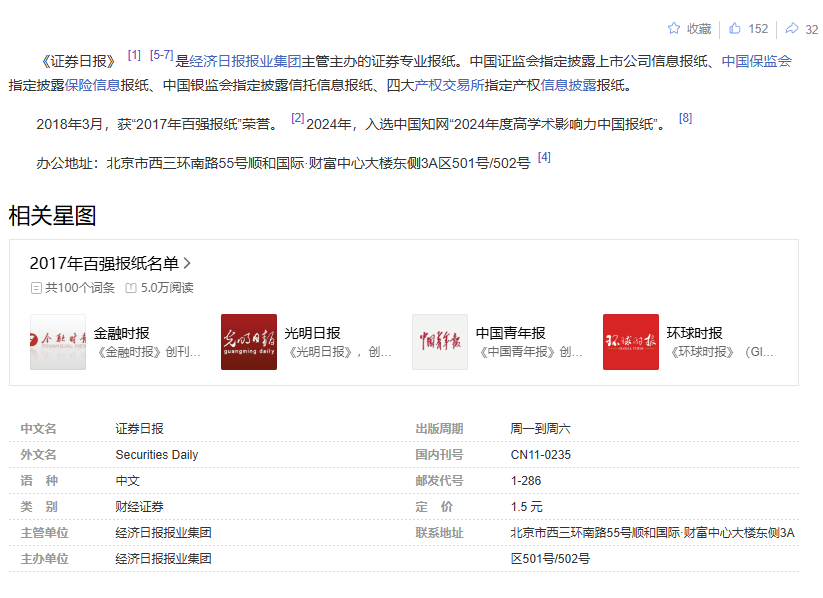 收藏 152 32
《证券日报》 [1] [5-7] 是经济日报报业集团主管主办的证券专业报纸。中国证监会指定披露上市公司信息报纸、中国保监会
指定披露保险信息报纸、中国银监会指定披露信托信息报纸、四大产权交易所指定产权信息披露报纸。
2018年3月，获“2017年百强报纸”荣誉。 [2] 2024年，入选中国知网“2024年度高学术影响力中国报纸”。 [8]
办公地址：北京市西三环南路55号顺和国际·财富中心大楼东侧3A区501号/502号 [4]
相关星图
2017年百强报纸名单
共100个词条 5.0万阅读
金融时报
《金融时报》创刊...
光明日报
guangming daily
光明日报
《光明日报》，创...
中国青年报
中国青年报
《中国青年报》创...
环球时报
环球时报
《环球时报》（Gl...
中文名 证券日报 出版周期 周一到周六
外文名 Securities Daily 国内刊号 CN11-0235
语 种 中文 邮发代号 1-286
类 别 财经证券 定 价 1.5 元
主管单位 经济日报报业集团 联系地址 北京市西三环南路55号顺和国际·财富中心大楼东侧3A
主办单位 经济日报报业集团 区501号/502号